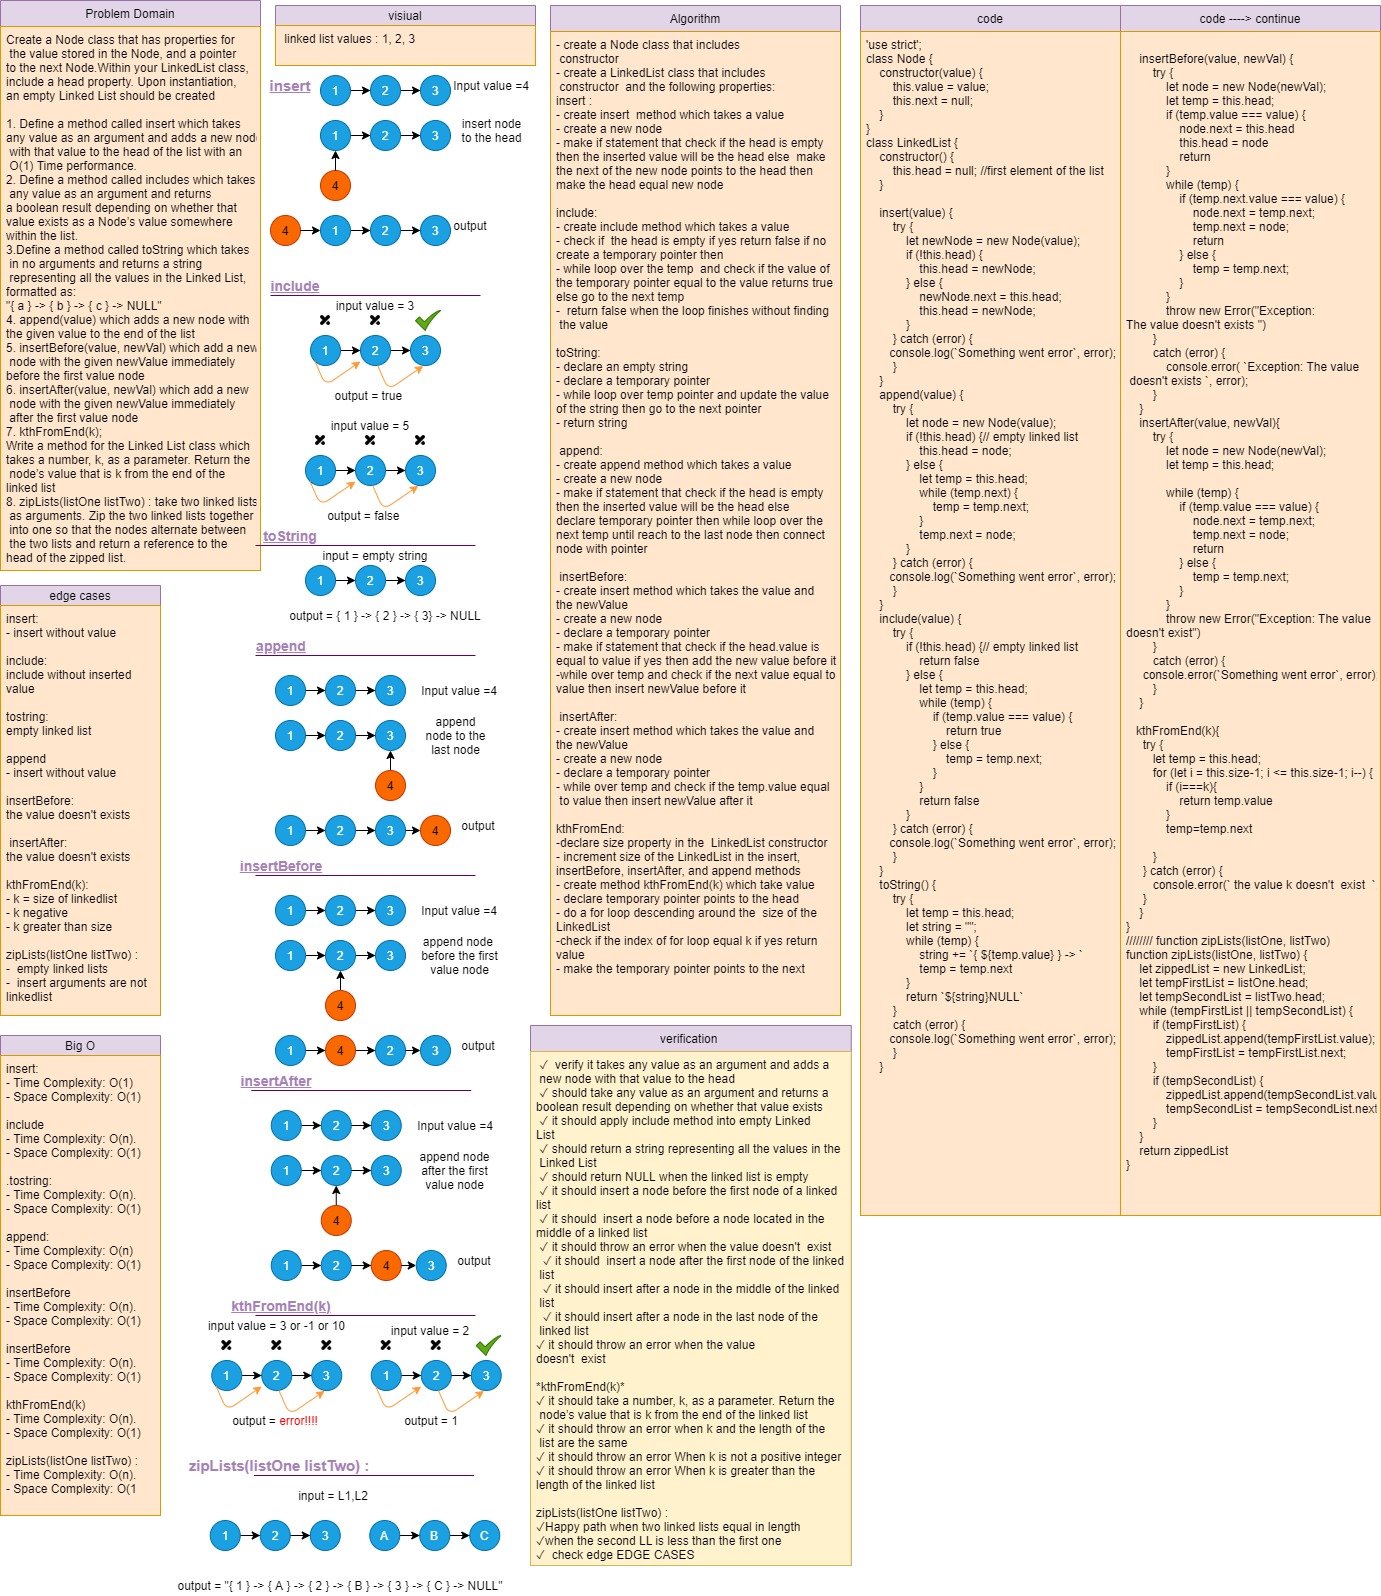 Problem Domain
Create a Node class that has properties for
the value stored in the Node, and a pointer
to the next Node.Within your LinkedList class,
include a head property. Upon instantiation,
an empty Linked List should be created
1. Define a method called insert which takes
any value as an argument and adds a new nod
with that value to the head of the list with an
O(1) Time performance.
2. Define a method called includes which takes
any value as an argument and returns
a boolean result depending on whether that
value exists as a Node's value somewhere
within the list.
3.Define a method called toString which takes
in no arguments and returns a string
representing all the values in the Linked List,
formatted as:
"{ a } -> { b } -> { c } -> NULL"
4. append(value) which adds a new node with
the given value to the end of the list
5. insertBefore(value, newVal) which add a new
node with the given newValue immediately
before the first value node
6. insertAfter(value, newVal) which add a new
node with the given newValue immediately
after the first value node
7. kthFromEnd(k);
Write a method for the Linked List class which
takes a number, k, as a parameter. Return the
node's value that is k from the end of the
linked list
8. zipLists(listOne listTwo) : take two linked lists
as arguments. Zip the two linked lists together
into one so that the nodes alternate between
the two lists and return a reference to the
head of the zipped list.
edge cases
insert:
- insert without value
include:
include without inserted
value
tostring:
empty linked list
append
- insert without value
insertBefore:
the value doesn't exists
insertAfter:
the value doesn't exists
kthFromEnd(k):
- k = size of linkedlist
- k negative
- k greater than size
zipLists(listOne listTwo) :
- empty linked lists
- insert arguments are not
linkedlist
Big O
insert:
- Time Complexity: O(1)
- Space Complexity: O(1)
include
- Time Complexity: O(n).
- Space Complexity: O(1)
.tostring:
- Time Complexity: O(n).
- Space Complexity: O(1)
append:
- Time Complexity: O(n)
- Space Complexity: O(1)
insertBefore
- Time Complexity: O(n).
- Space Complexity: O(1)
insertBefore
- Time Complexity: O(n).
- Space Complexity: O(1)
kthFromEnd(k)
- Time Complexity: O(n).
- Space Complexity: O(1)
zipLists(listOne listTwo) :
- Time Complexity: O(n).
- Space Complexity: O(1
visiual
linked list values : 1, 2, 3
insert
1 2 3 Input value =4
1 2 3
insert node
to the head
4
4 1 2 3 output
include
input value = 3
1 2 3
output = true
input value = 5
1 2 3
output = false
toString
input = empty string
1 2 3
output = { 1 } -> { 2 } -> { 3} -> NULL
append
1 2 3 Input value =4
1 2 3
append
node to the
last node
4
1 2 3 4 output
insertBefore
1 2 3 Input value =4
1 2 3
append node
before the first
value node
4
1 4 2 3 output
insertAfter
1 2 3 Input value =4
1 2 3
append node
after the first
value node
4
1 2 4 3 output
kthFromEnd(k)
input value = 3 or -1 or 10
1 2 3
output = error!!!!
input value = 2
1 2 3
output = 1
zipLists(listOne listTwo) :
input = L1,L2
1 2 3 A B C
output = "{ 1 } -> { A } -> { 2 } -> { B } -> { 3 } -> { C } -> NULL"
Algorithm
- create a Node class that includes
constructor
- create a LinkedList class that includes
constructor and the following properties:
insert :
- create insert method which takes a value
- create a new node
- make if statement that check if the head is empty
then the inserted value will be the head else make
the next of the new node points to the head then
make the head equal new node
include:
- create include method which takes a value
- check if the head is empty if yes return false if no
create a temporary pointer then
- while loop over the temp and check if the value of
the temporary pointer equal to the value returns true
else go to the next temp
- return false when the loop finishes without finding
the value
toString:
- declare an empty string
- declare a temporary pointer
- while loop over temp pointer and update the value
of the string then go to the next pointer
- return string
append:
- create append method which takes a value
- create a new node
- make if statement that check if the head is empty
then the inserted value will be the head else
declare temporary pointer then while loop over the
next temp until reach to the last node then connect
node with pointer
insertBefore:
- create insert method which takes the value and
the newValue
- create a new node
- declare a temporary pointer
- make if statement that check if the head.value is
equal to value if yes then add the new value before it
-while over temp and check if the next value equal to
value then insert newValue before it
insertAfter:
- create insert method which takes the value and
the newValue
- create a new node
- declare a temporary pointer
- while over temp and check if the temp.value equal
to value then insert newValue after it
kthFromEnd:
-declare size property in the LinkedList constructor
- increment size of the LinkedList in the insert,
insertBefore, insertAfter, and append methods
- create method kthFromEnd(k) which take value
- declare temporary pointer points to the head
- do a for loop descending around the size of the
LinkedList
-check if the index of for loop equal k if yes return
value
- make the temporary pointer points to the next
verification
✓ verify it takes any value as an argument and adds a
new node with that value to the head
✓ should take any value as an argument and returns a
boolean result depending on whether that value exists
✓ it should apply include method into empty Linked
List
✓ should return a string representing all the values in the
Linked List
✓ should return NULL when the linked list is empty
✓ it should insert a node before the first node of a linked
list
✓ it should insert a node before a node located in the
middle of a linked list
✓ it should throw an error when the value doesn't exist
✓ it should insert a node after the first node of the linked
list
✓ it should insert after a node in the middle of the linked
list
✓ it should insert after a node in the last node of the
linked list
✓ it should throw an error when the value
doesn't exist
*kthFromEnd(k)*
✓ it should take a number, k, as a parameter. Return the
node's value that is k from the end of the linked list
✓ it should throw an error when k and the length of the
list are the same
✓ it should throw an error When k is not a positive integer
✓ it should throw an error When k is greater than the
length of the linked list
zipLists(listOne listTwo) :
✓Happy path when two linked lists equal in length
✓when the second LL is less than the first one
✓ check edge EDGE CASES
code
'use strict';
class Node {
constructor(value) {
this.value = value;
this.next = null;
}
}
class LinkedList {
constructor() {
this.head = null; //first element of the list
}
insert(value) {
try {
let newNode = new Node(value);
if (!this.head) {
this.head = newNode;
} else {
newNode.next = this.head;
this.head = newNode;
}
} catch (error) {
console.log(`Something went error`, error);
}
}
append(value) {
try {
let node = new Node(value);
if (!this.head) {// empty linked list
this.head = node;
} else {
let temp = this.head;
while (temp.next) {
temp = temp.next;
}
temp.next = node;
}
} catch (error) {
console.log(`Something went error`, error);
}
}
include(value) {
try {
if (!this.head) {// empty linked list
return false
} else {
let temp = this.head;
while (temp) {
if (temp.value === value) {
return true
} else {
temp = temp.next;
}
}
return false
}
} catch (error) {
console.log(`Something went error`, error);
}
}
toString() {
try {
let temp = this.head;
let string = "";
while (temp) {
string += `{ ${temp.value} } -> `
temp = temp.next
}
return `${string}NULL`
}
catch (error) {
console.log(`Something went error`, error);
}
}
code ----> continue
insertBefore(value, newVal) {
try {
let node = new Node(newVal);
let temp = this.head;
if (temp.value === value) {
node.next = this.head
this.head = node
return
}
while (temp) {
if (temp.next.value === value) {
node.next = temp.next;
temp.next = node;
return
} else {
temp = temp.next;
}
}
throw new Error("Exception:
The value doesn't exists ")
}
catch (error) {
console.error( `Exception: The value
doesn't exists `, error);
}
}
insertAfter(value, newVal){
try {
let node = new Node(newVal);
let temp = this.head;
while (temp) {
if (temp.value === value) {
node.next = temp.next;
temp.next = node;
return
} else {
temp = temp.next;
}
}
throw new Error("Exception: The value
doesn't exist")
}
catch (error) {
console.error(`Something went error`, error)
}
}
kthFromEnd(k){
try {
let temp = this.head;
for (let i = this.size-1; i <= this.size-1; i--) {
if (i===k){
return temp.value
}
temp=temp.next
}
} catch (error) {
console.error(` the value k doesn't exist `
}
}
}
//////// function zipLists(listOne, listTwo)
function zipLists(listOne, listTwo) {
let zippedList = new LinkedList;
let tempFirstList = listOne.head;
let tempSecondList = listTwo.head;
while (tempFirstList || tempSecondList) {
if (tempFirstList) {
zippedList.append(tempFirstList.value);
tempFirstList = tempFirstList.next;
}
if (tempSecondList) {
zippedList.append(tempSecondList.valu
tempSecondList = tempSecondList.next
}
}
return zippedList
}